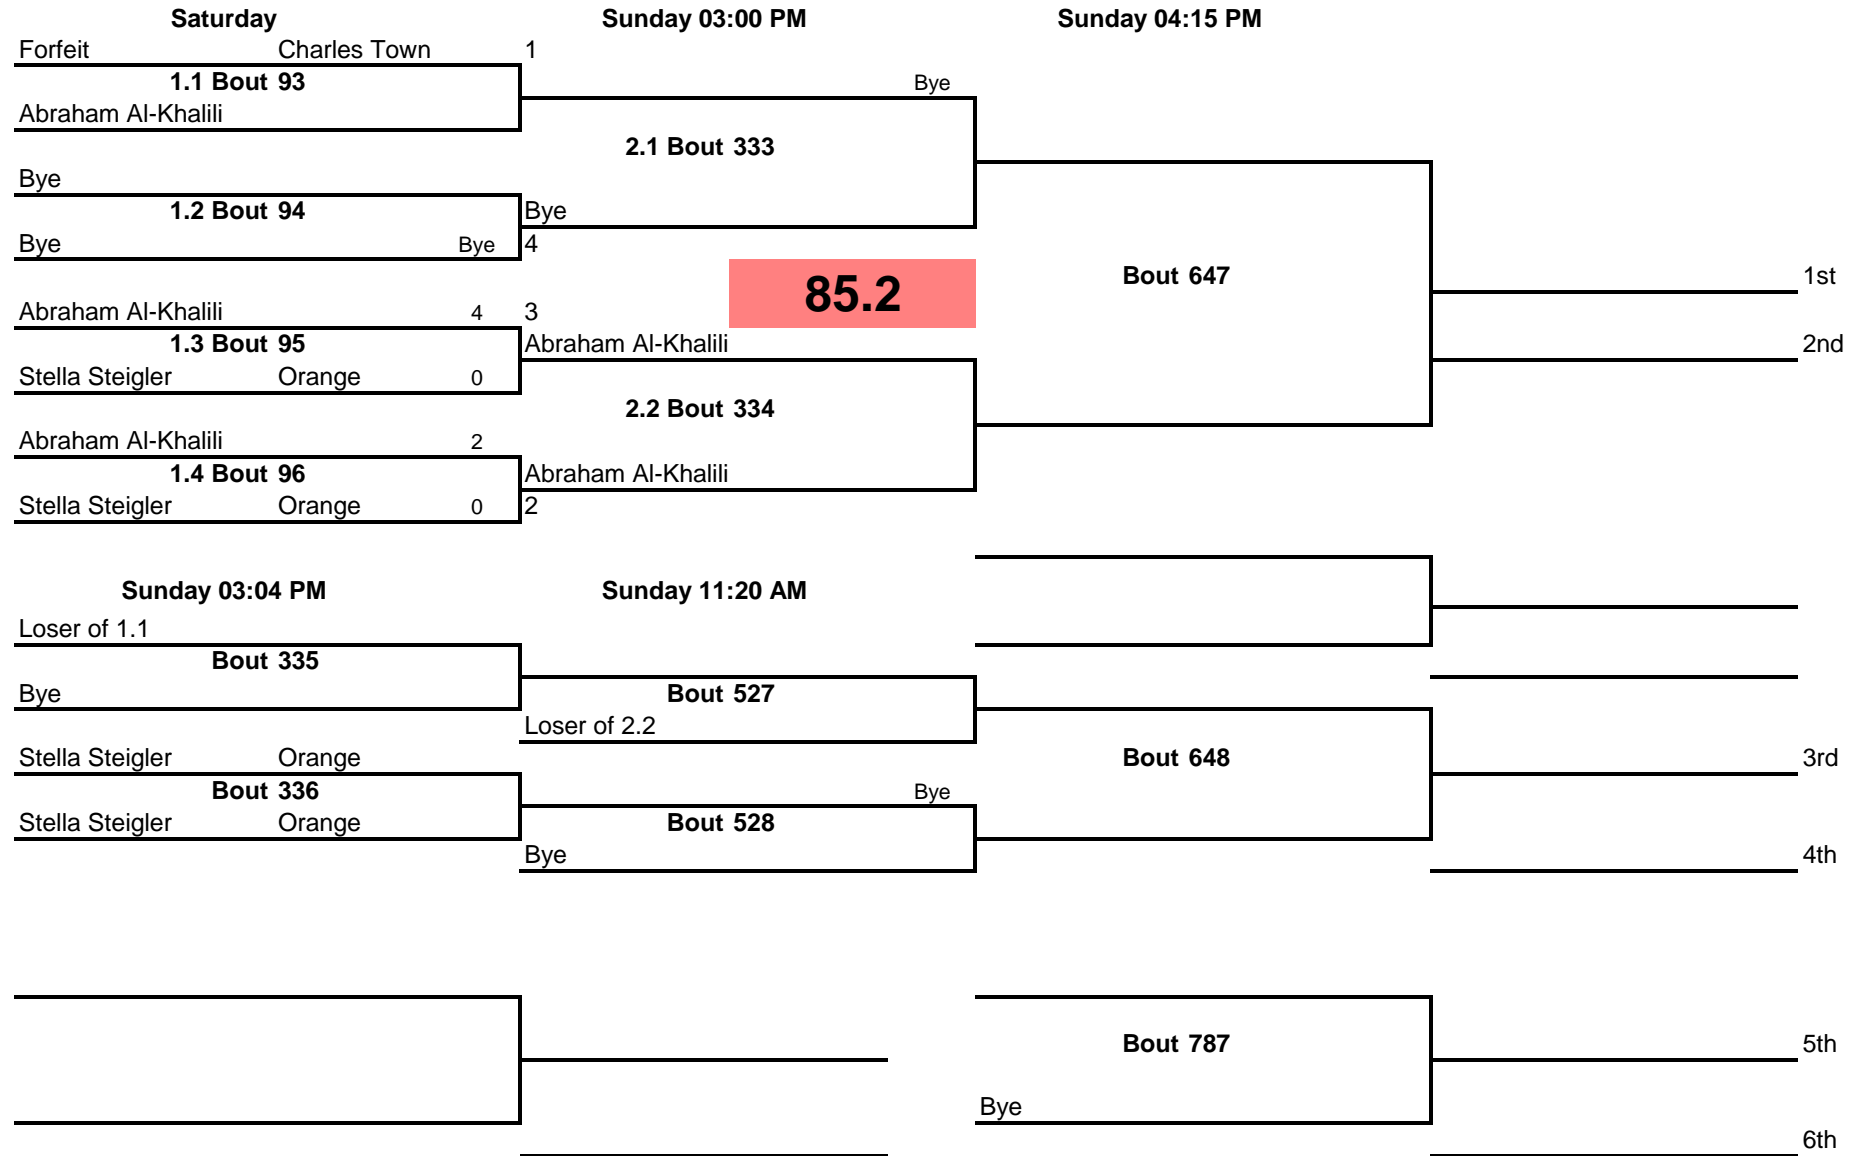 Saturday Sunday 03:00 PM Sunday 04:15 PM
Forfeit Charles Town 1
1.1 Bout 93 Bye
Abraham Al-Khalili
2.1 Bout 333
Bye
1.2 Bout 94 Bye
Bye Bye 4
Bout 647 1st
85.2
Abraham Al-Khalili 4 3
1.3 Bout 95 Abraham Al-Khalili 2nd
Stella Steigler Orange 0
2.2 Bout 334
Abraham Al-Khalili 2
1.4 Bout 96 Abraham Al-Khalili
Stella Steigler Orange 0 2
Sunday 03:04 PM Sunday 11:20 AM
Loser of 1.1
Bout 335
Bye Bout 527
Loser of 2.2
Stella Steigler Orange Bout 648 3rd
Bout 336 Bye
Stella Steigler Orange Bout 528
Bye 4th
Bout 787 5th
Bye
6th